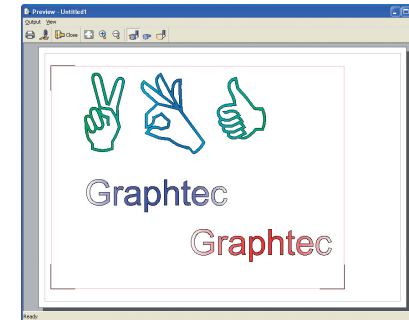 Preview - Untitled1
Output View
Close
Graphtec
Graphtec
Ready